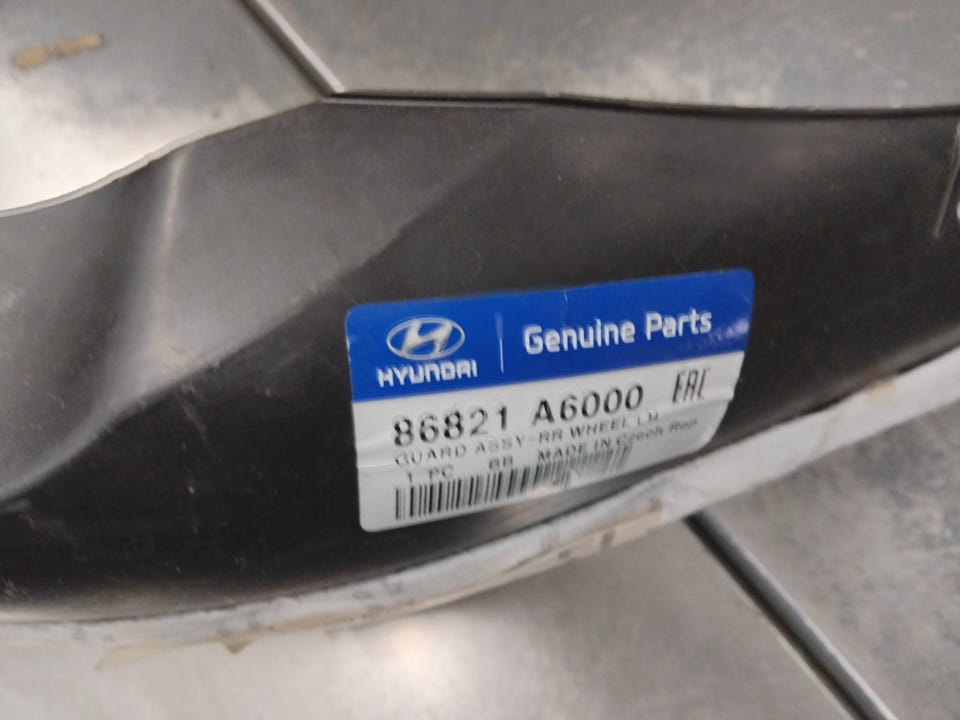 HYUNDAI
Genuine Parts
86821 A6000 EAC
GUARD ASSY-RR WHEEL LH
1 PC BB MADE IN Czech Rep